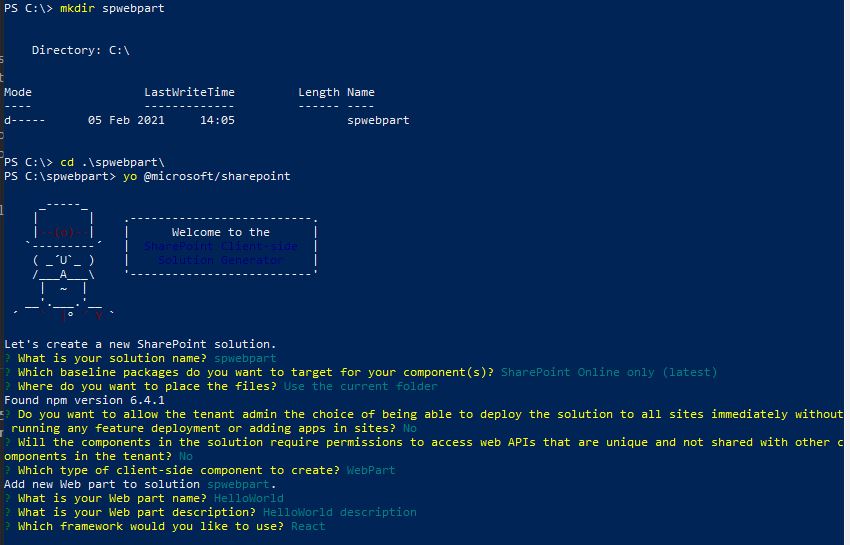 PS C:\> mkdir spwebpart
Directory: C:\
Mode LastWriteTime Length Name
---- ------------- ------ ----
d----- 05 Feb 2021 14:05 spwebpart
PS C:\> cd .\spwebpart\
PS C:\spwebpart> yo @microsoft/sharepoint
Welcome to the
SharePoint Client-side
Solution Generator
Let's create a new SharePoint solution.
? What is your solution name? spwebpart
? Which baseline packages do you want to target for your component(s)? SharePoint Online only (latest)
? Where do you want to place the files? Use the current folder
Found npm version 6.4.1
? Do you want to allow the tenant admin the choice of being able to deploy the solution to all sites immediately without
running any feature deployment or adding apps in sites? No
? Will the components in the solution require permissions to access web APIs that are unique and not shared with other c
omponents in the tenant? No
? Which type of client-side component to create? WebPart
Add new Web part to solution spwebpart.
? What is your Web part name? HelloWorld
? What is your Web part description? HelloWorld description
? Which framework would you like to use? React